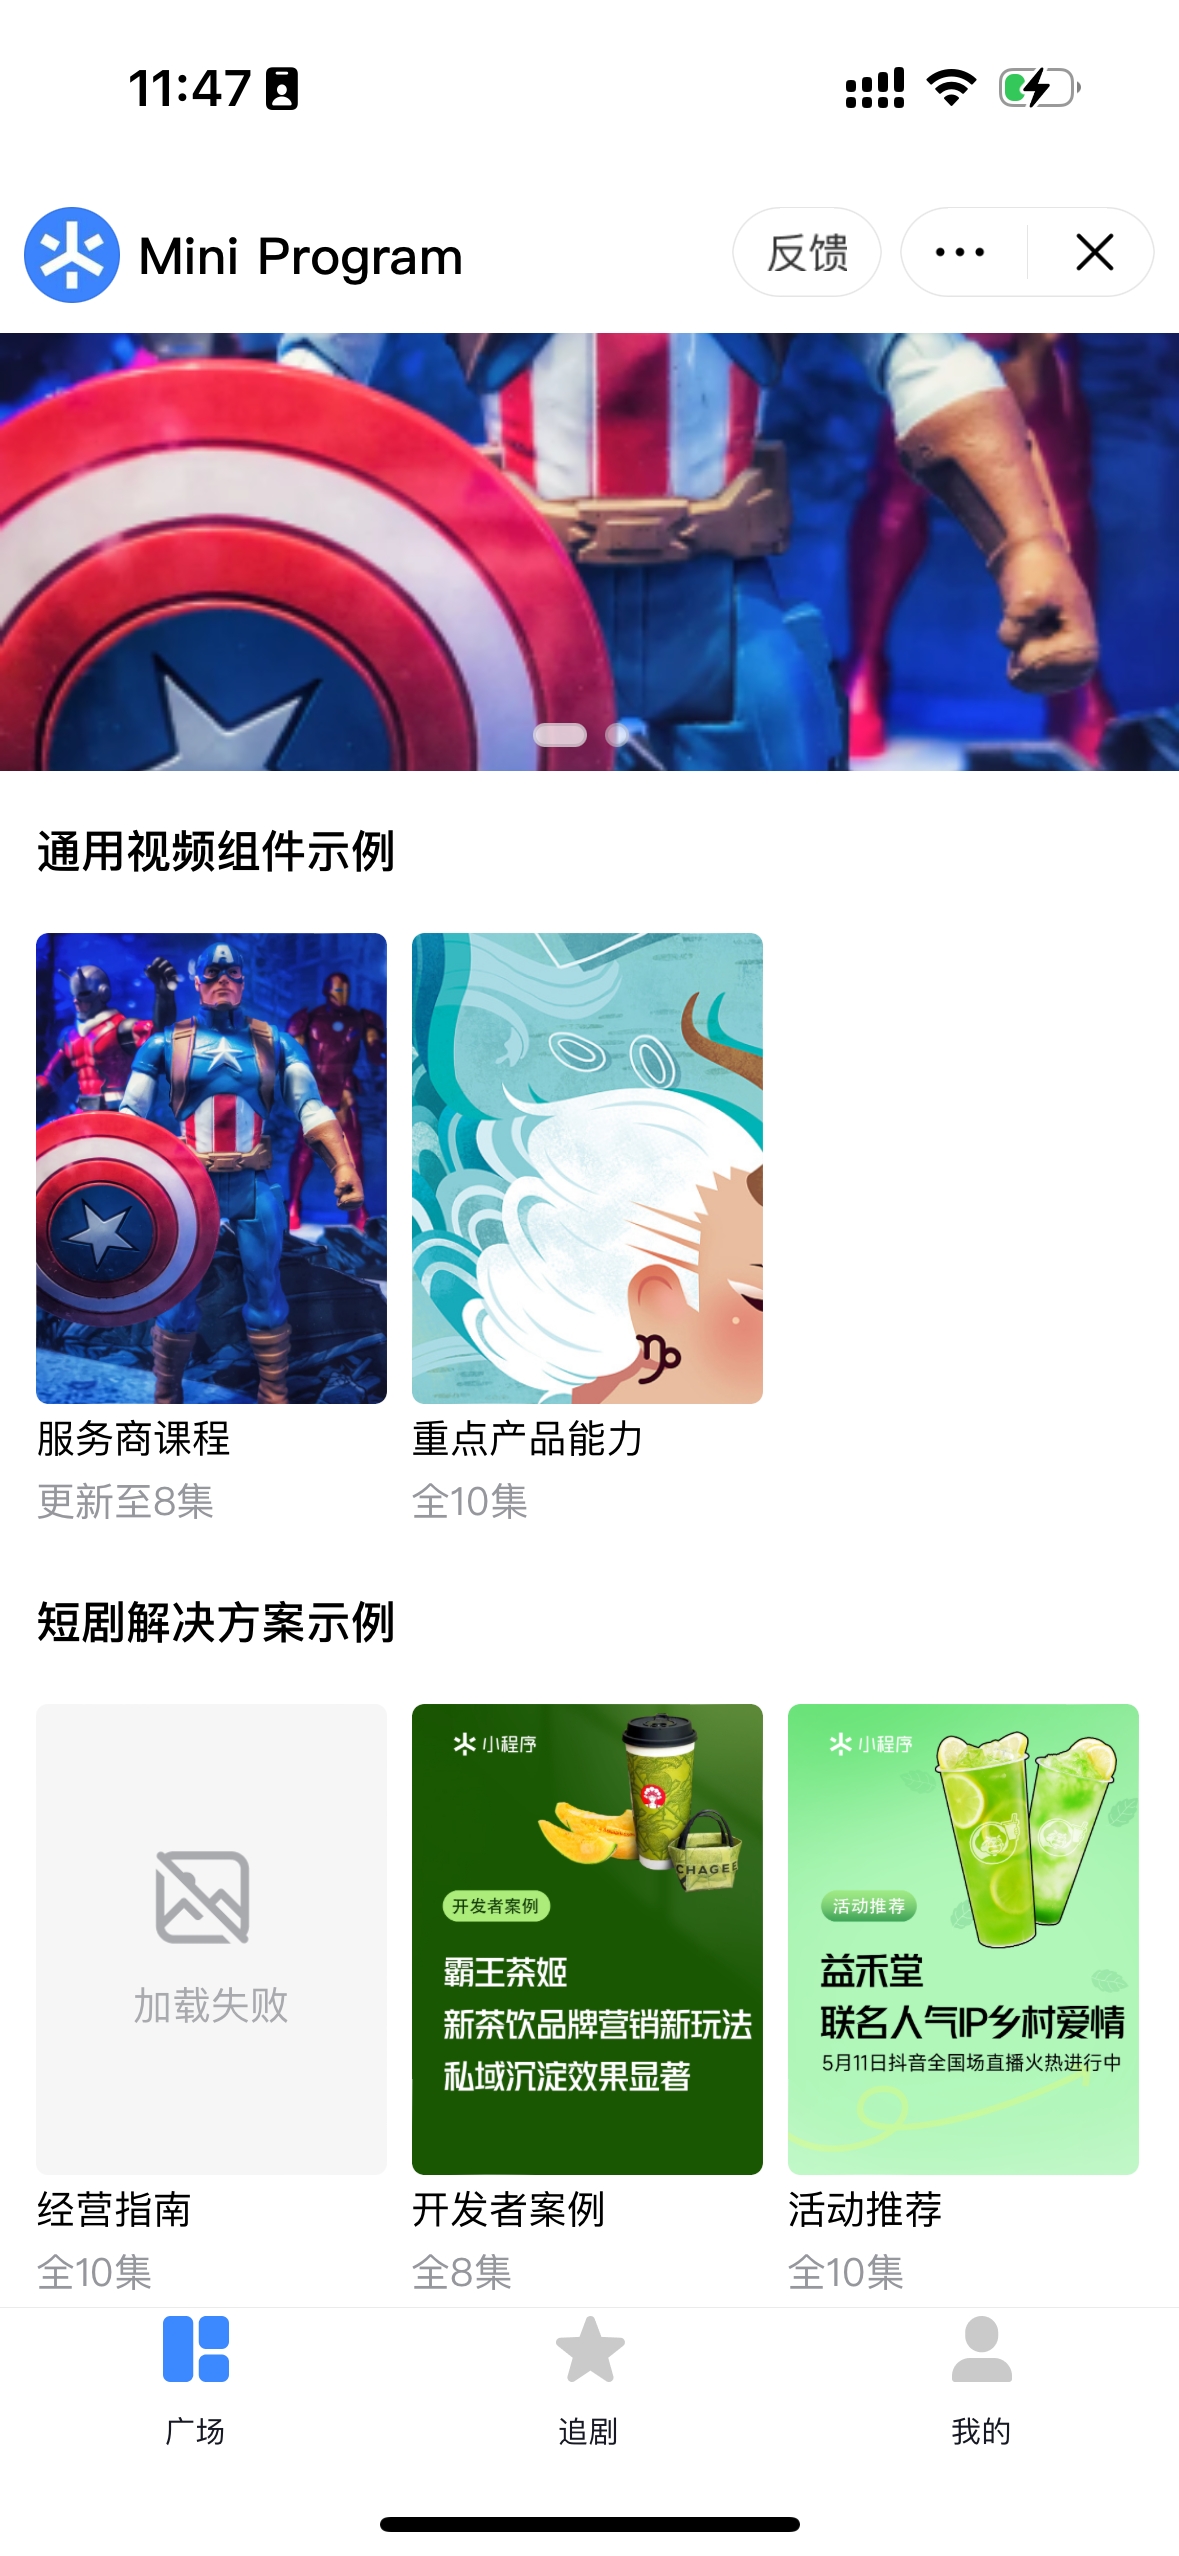 11:47
Mini Program
反馈
通用视频组件示例
服务商课程
更新至8集
重点产品能力
全10集
短剧解决方案示例
加载失败
经营指南
全10集
小程序
CHAGEE
开发者案例
霸王茶姬
新茶饮品牌营销新玩法
私域沉淀效果显著
开发者案例
全8集
小程序
活动推荐
益禾堂
联名人气IP乡村爱情
5月11日抖音全国场直播火热进行中
活动推荐
全10集
广场
追剧
我的